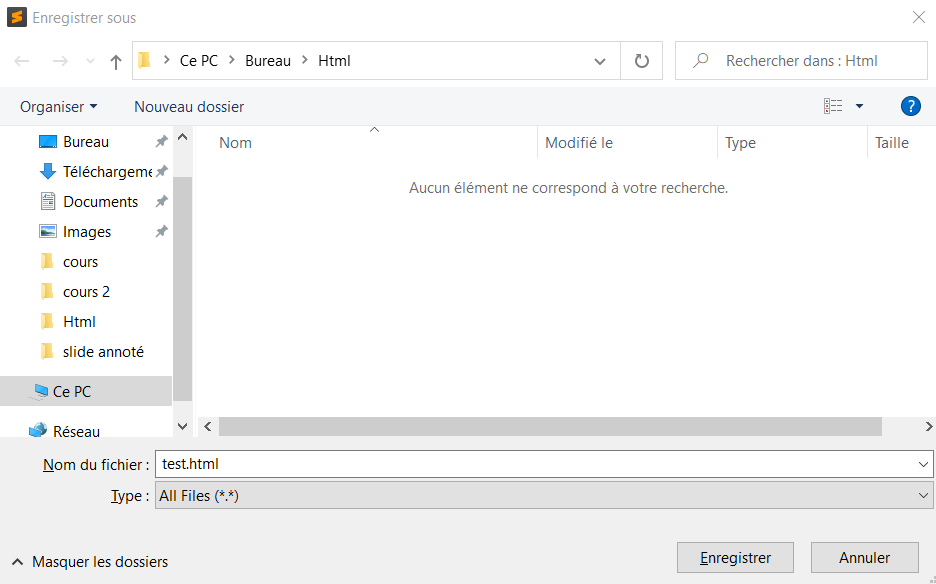 Enregistrer sous
Ce PC Bureau Html
Rechercher dans : Html
Organiser Nouveau dossier
?
Nom Modifié le Type Taille
Aucun élément ne correspond à votre recherche.
Bureau
Téléchargeme
Documents
Images
cours
cours 2
Html
slide annoté
Ce PC
Réseau
Nom du fichier : test.html
Type : All Files (*.*)
Masquer les dossiers
Enregistrer Annuler